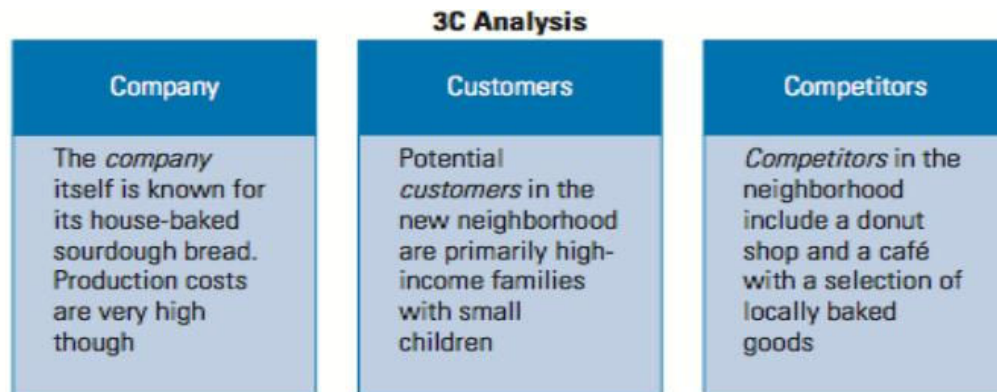 3C Analysis
Company
The company
itself is known for
its house-baked
sourdough bread.
Production costs
are very high
though
Customers
Potential
customers in the
new neighborhood
are primarily high-
income families
with small
children
Competitors
Competitors in the
neighborhood
include a donut
shop and a café
with a selection of
locally baked
goods